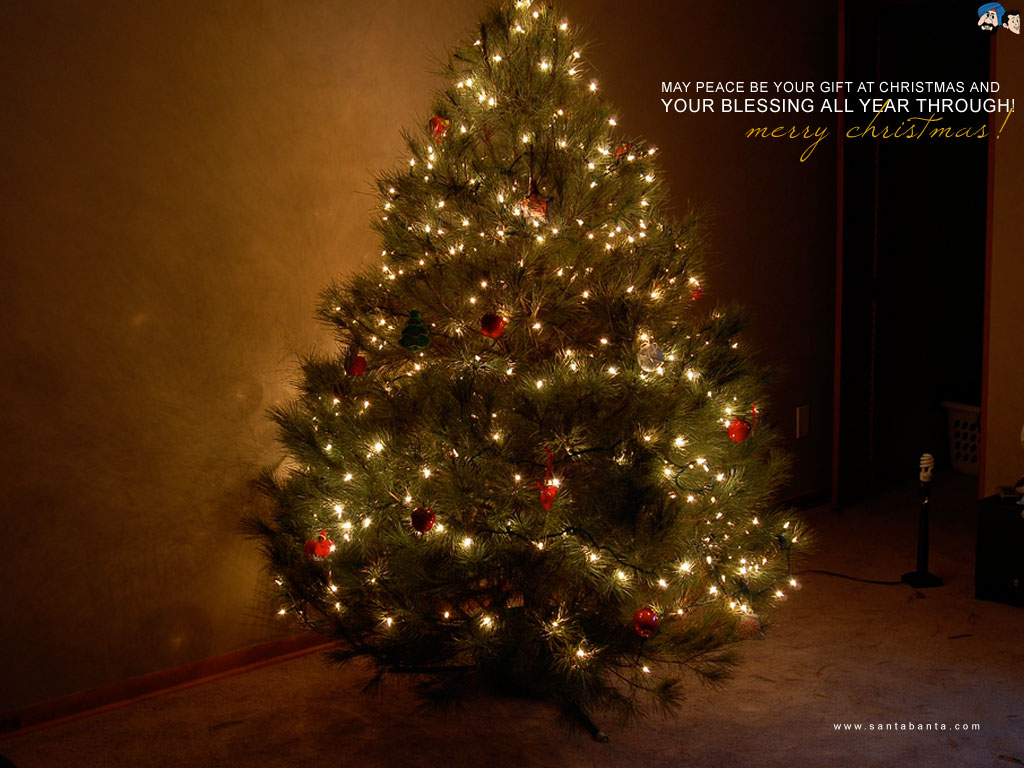 MAY PEACE BE YOUR GIFT AT CHRISTMAS AND
YOUR BLESSING ALL YEAR THROUGH!
merry christmas!
www.santabanta.com